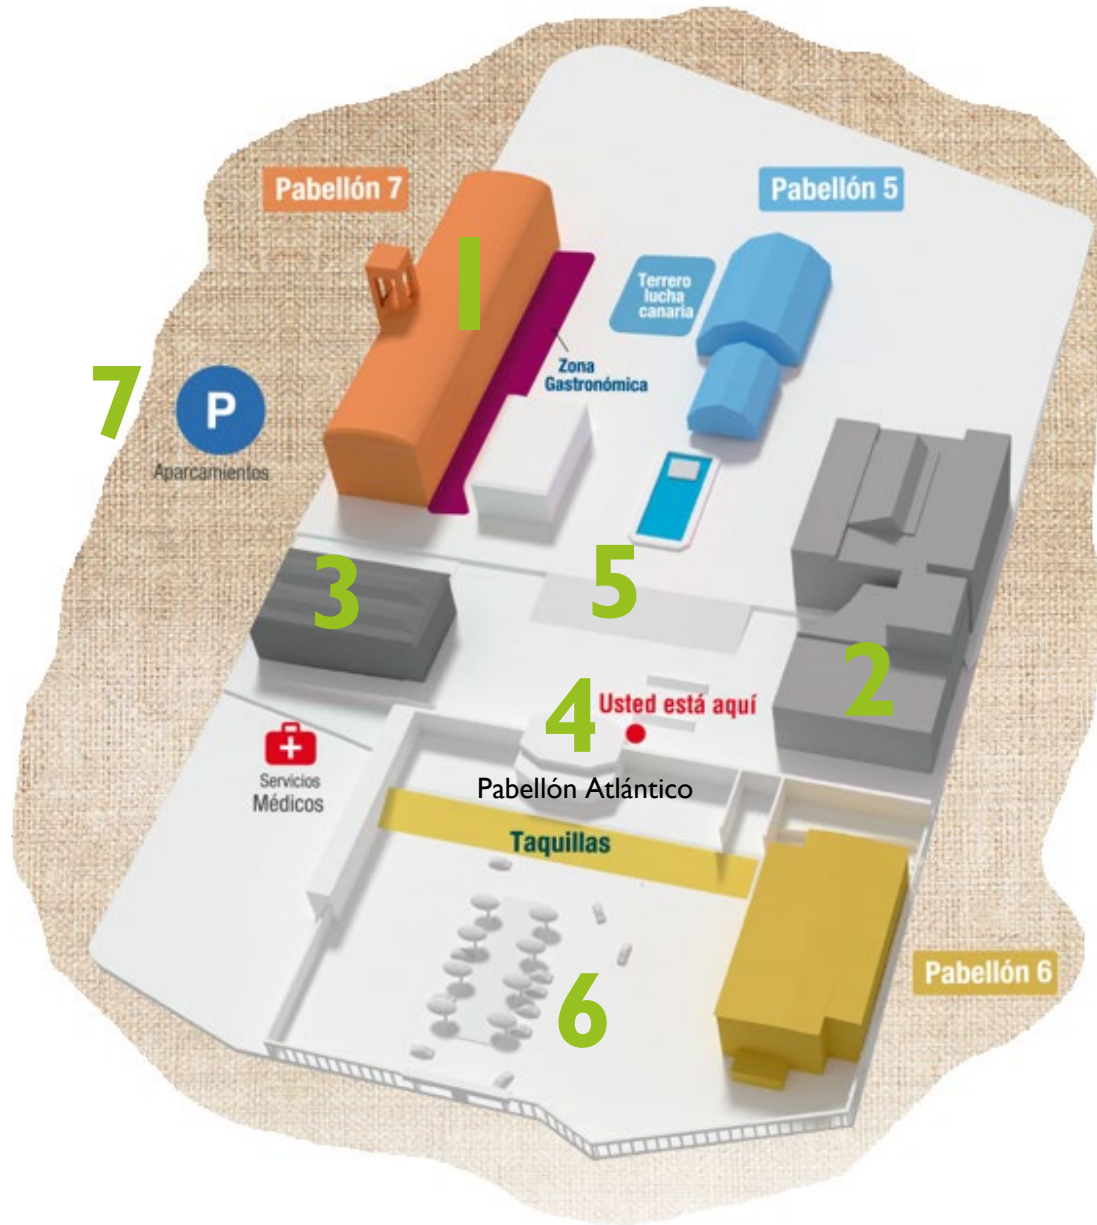 Pabellón 7
Pabellón 5
1
Terrero
lucha
canaria
Zona
Gastronómica
7
P
Aparcamientos
3
5
2
4
Usted está aquí
Servicios
Médicos
Pabellón Atlántico
Taquillas
Pabellón 6
6